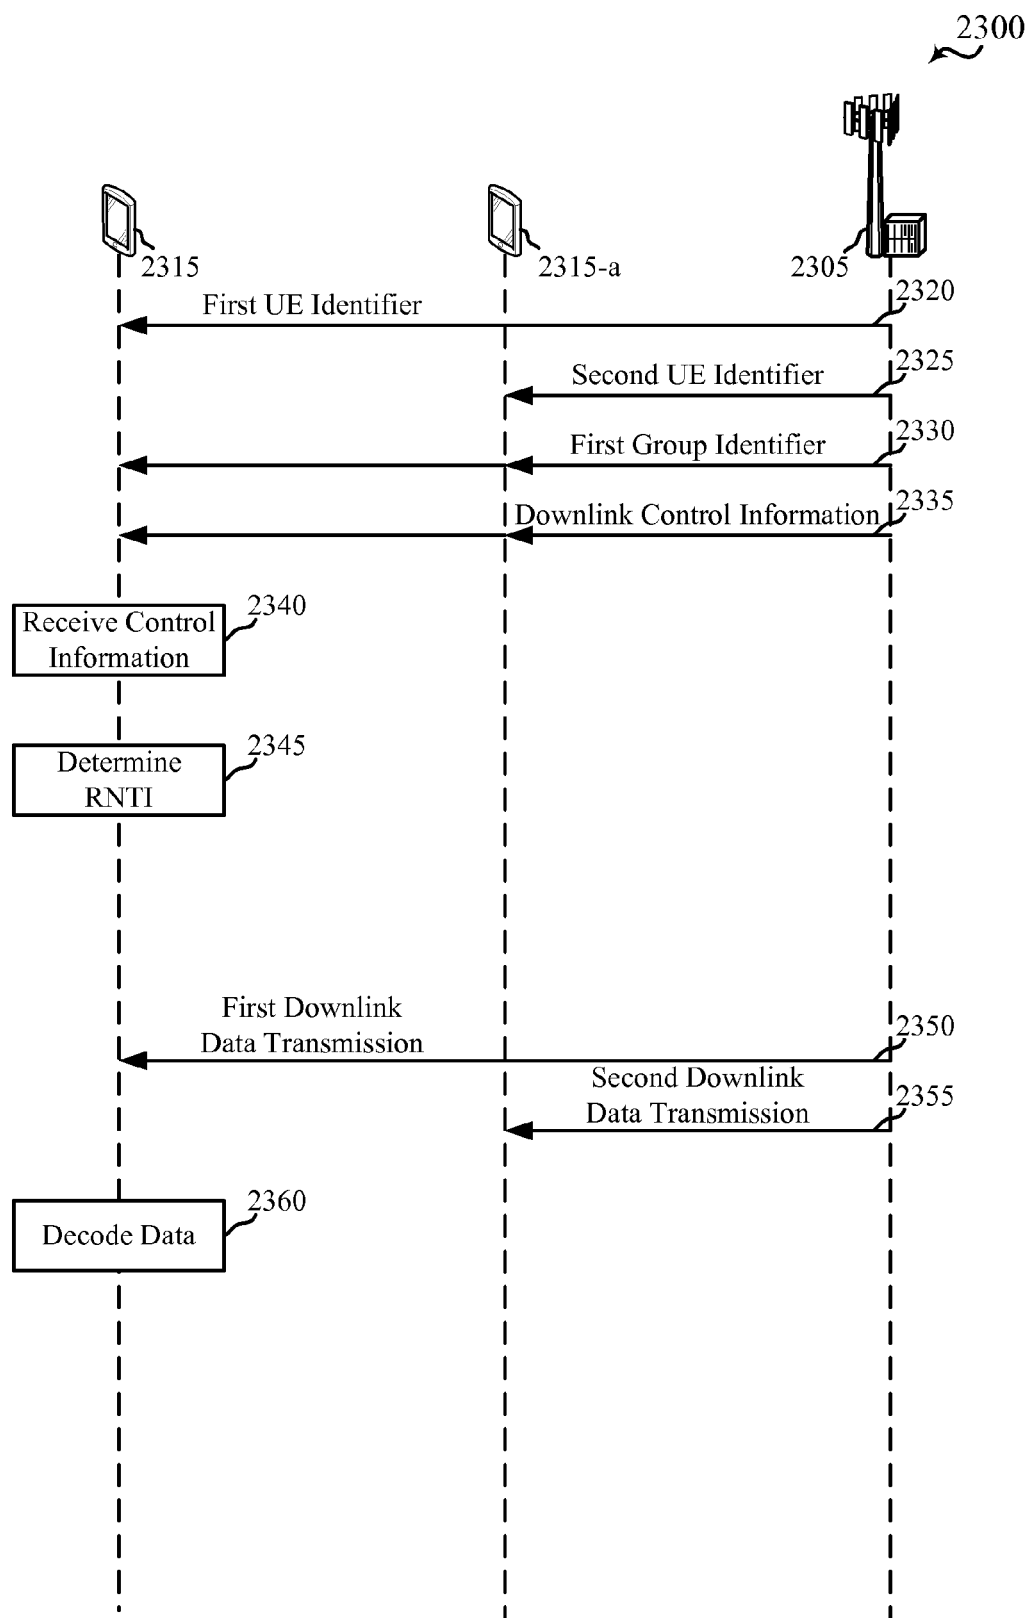 2300
2315
2315-a
2305
First UE Identifier
2320
Second UE Identifier
2325
First Group Identifier
2330
Downlink Control Information
2335
Receive Control
Information
2340
Determine
RNTI
2345
First Downlink
Data Transmission
2350
Second Downlink
Data Transmission
2355
Decode Data
2360